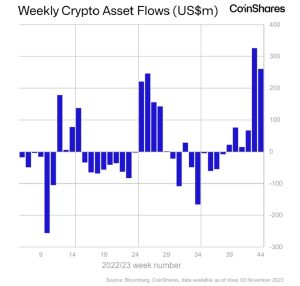 Weekly Crypto Asset Flows (US$m) CoinShares
400
300
200
100
0
-100
-200
-300
9 14 19 24 29 34 39 44
2022/23 week number
Source: Bloomberg, CoinShares, data available as of close 03 November 2023